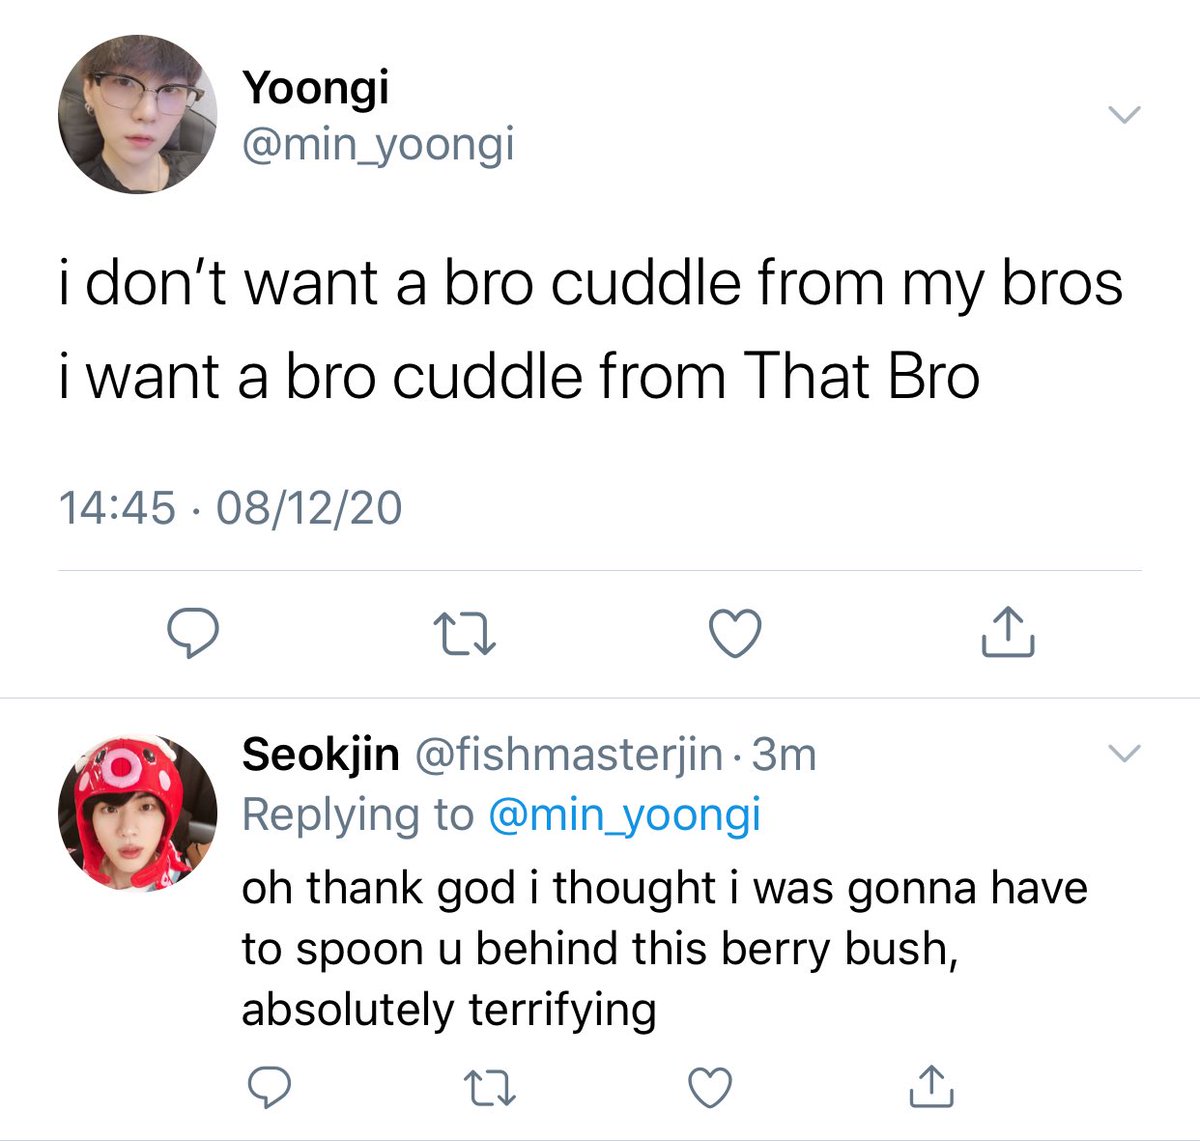 Yoongi
@min_yoongi
i don’t want a bro cuddle from my bros
i want a bro cuddle from That Bro
14:45 · 08/12/20
Seokjin @fishmasterjin · 3m
Replying to @min_yoongi
oh thank god i thought i was gonna have
to spoon u behind this berry bush,
absolutely terrifying